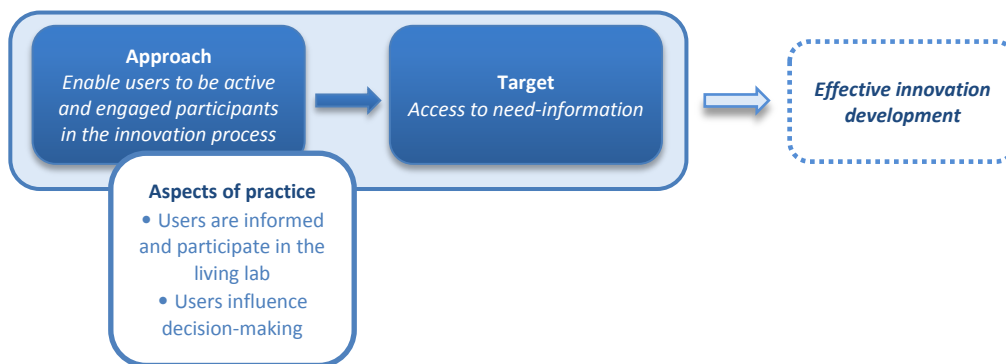 Approach
Enable users to be active
and engaged participants
in the innovation process
Target
Access to need-information
Effective innovation
development
Aspects of practice
• Users are informed
and participate in the
living lab
• Users influence
decision-making